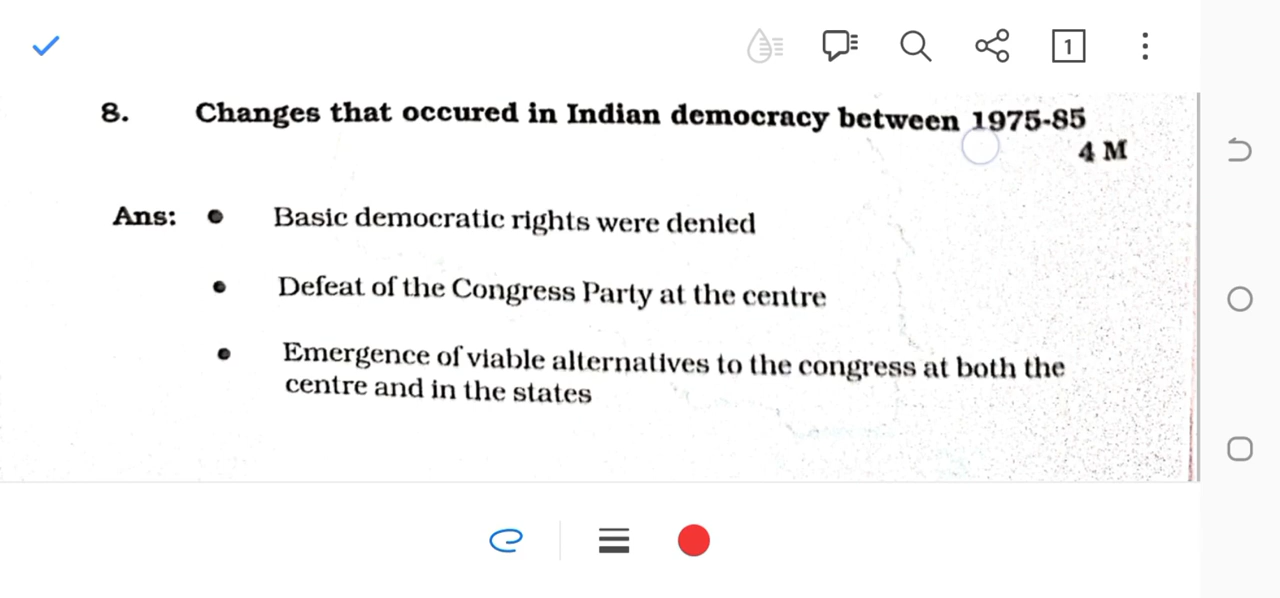 1
8. Changes that occured in Indian democracy between 1975-85
4 M
Ans: • Basic democratic rights were denied
• Defeat of the Congress Party at the centre
• Emergence of viable alternatives to the congress at both the
centre and in the states